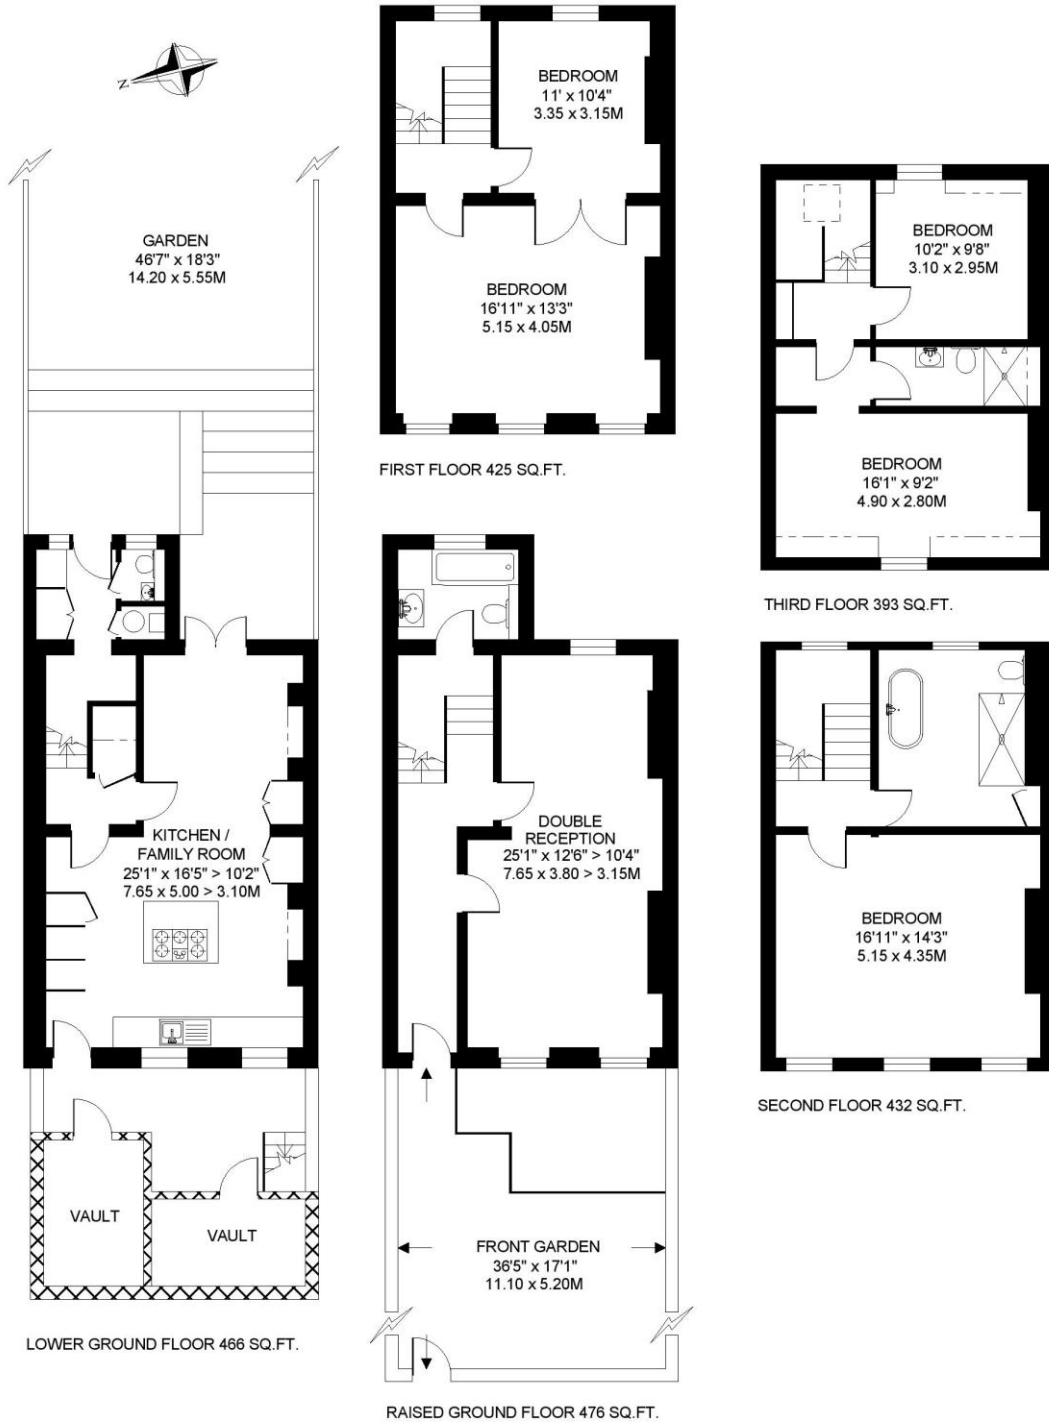 N
BEDROOM
11' x 10'4"
3.35 x 3.15M
BEDROOM
16'11" x 13'3"
5.15 x 4.05M
FIRST FLOOR 425 SQ.FT.
BEDROOM
10'2" x 9'8"
3.10 x 2.95M
BEDROOM
16'1" x 9'2"
4.90 x 2.80M
THIRD FLOOR 393 SQ.FT.
GARDEN
46'7" x 18'3"
14.20 x 5.55M
KITCHEN /
FAMILY ROOM
25'1" x 16'5" > 10'2"
7.65 x 5.00 > 3.10M
VAULT
VAULT
LOWER GROUND FLOOR 466 SQ.FT.
DOUBLE
RECEPTION
25'1" x 12'6" > 10'4"
7.65 x 3.80 > 3.15M
FRONT GARDEN
36'5" x 17'1"
11.10 x 5.20M
RAISED GROUND FLOOR 476 SQ.FT.
BEDROOM
16'11" x 14'3"
5.15 x 4.35M
SECOND FLOOR 432 SQ.FT.